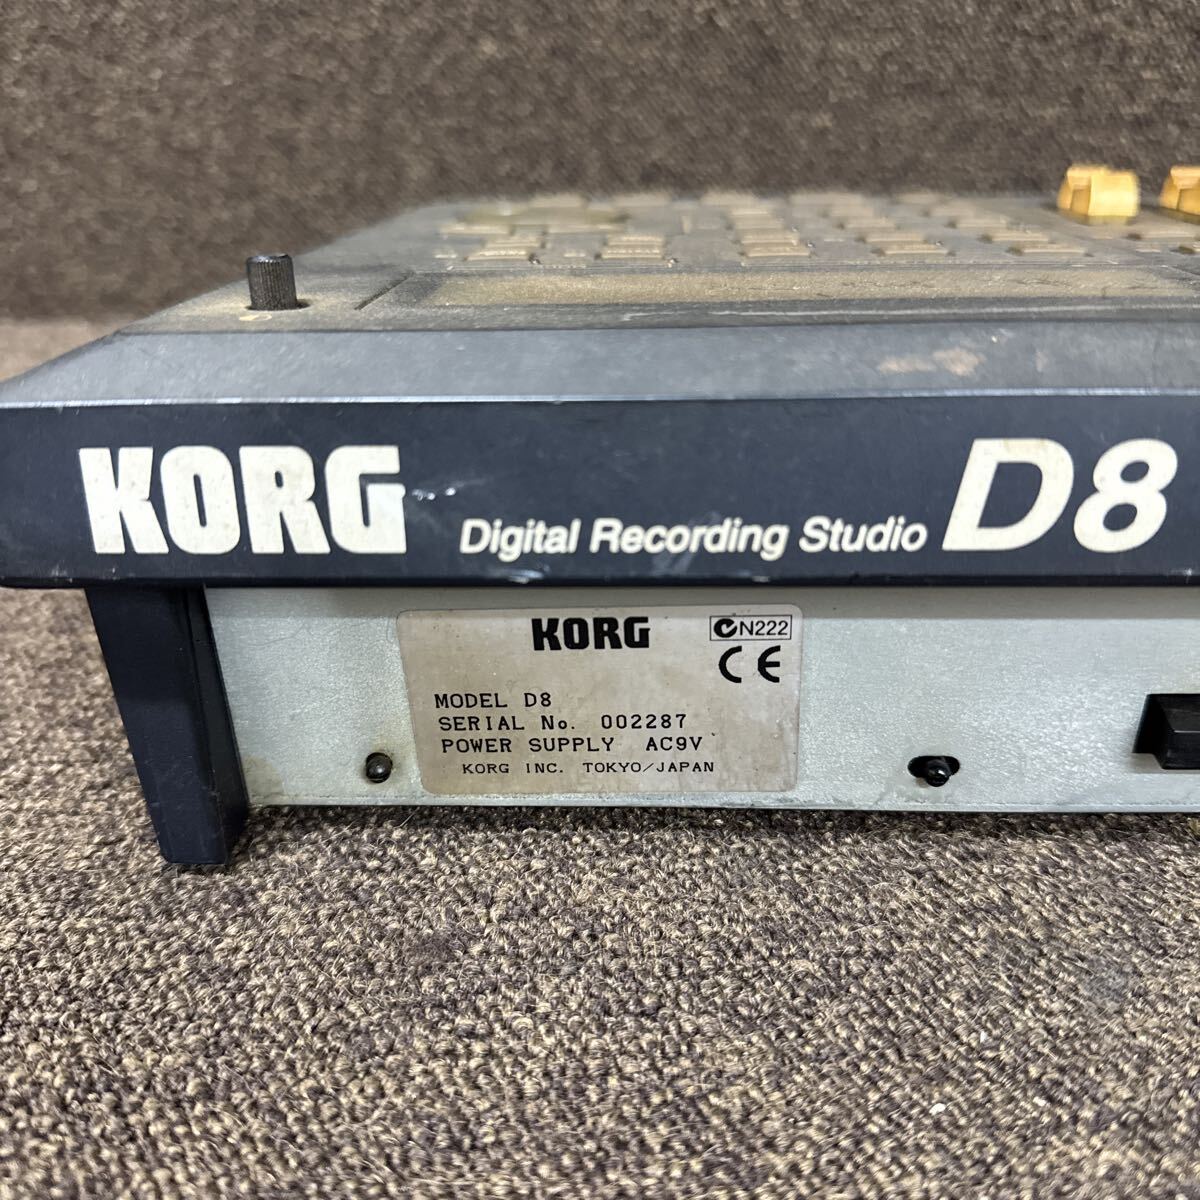 KORG Digital Recording Studio D8
KORG
N222
CE
MODEL D8
SERIAL No. 002287
POWER SUPPLY AC9V
KORG INC. TOKYO/JAPAN